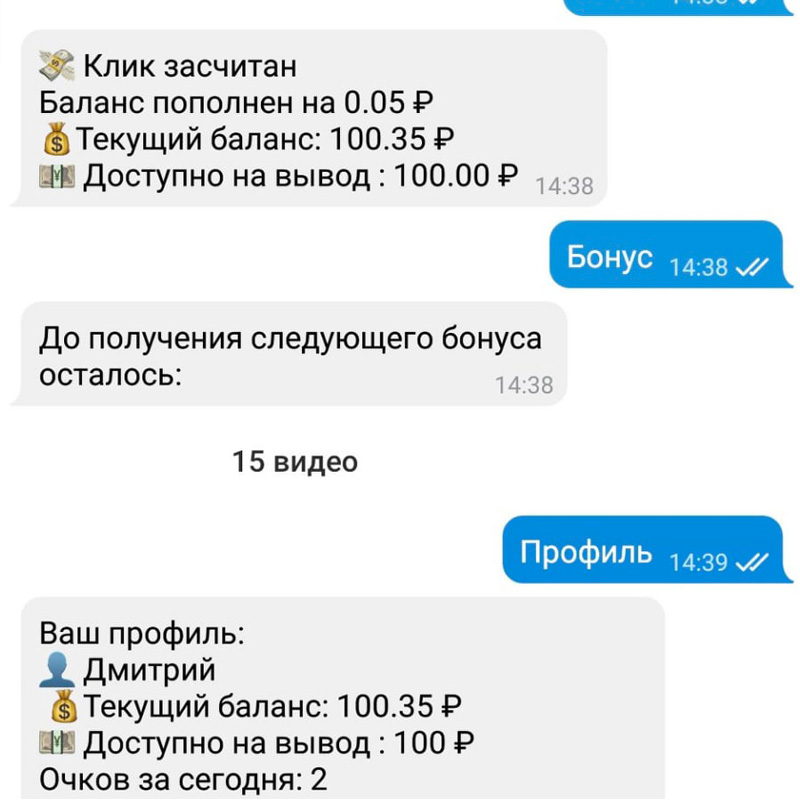 Клик засчитан
Баланс пополнен на 0.05 ₽
Текущий баланс: 100.35 ₽
Доступно на вывод : 100.00 ₽
14:38
Бонус 14:38
До получения следующего бонуса
осталось:
14:38
15 видео
Профиль 14:39
Ваш профиль:
Дмитрий
Текущий баланс: 100.35 ₽
Доступно на вывод : 100 ₽
Очков за сегодня: 2